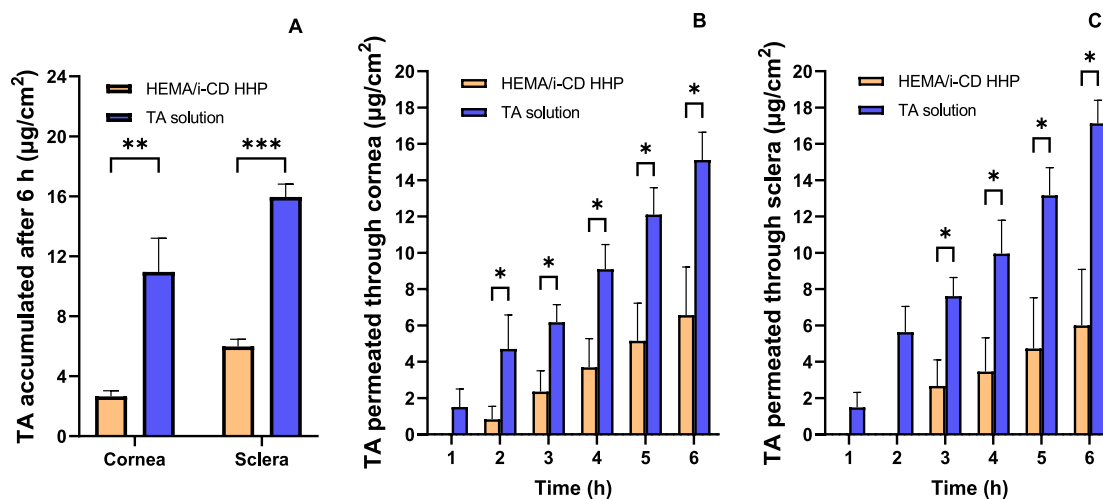 A
TA accumulated after 6 h (µg/cm²)
24
20
16
12
8
4
0
HEMA/i-CD HHP
TA solution
**
***
Cornea
Sclera
B
TA permeated through cornea (µg/cm²)
20
18
16
14
12
10
8
6
4
2
0
HEMA/i-CD HHP
TA solution
*
*
*
*
*
1 2 3 4 5 6
Time (h)
C
TA permeated through sclera (µg/cm²)
20
18
16
14
12
10
8
6
4
2
0
HEMA/i-CD HHP
TA solution
*
*
*
*
1 2 3 4 5 6
Time (h)